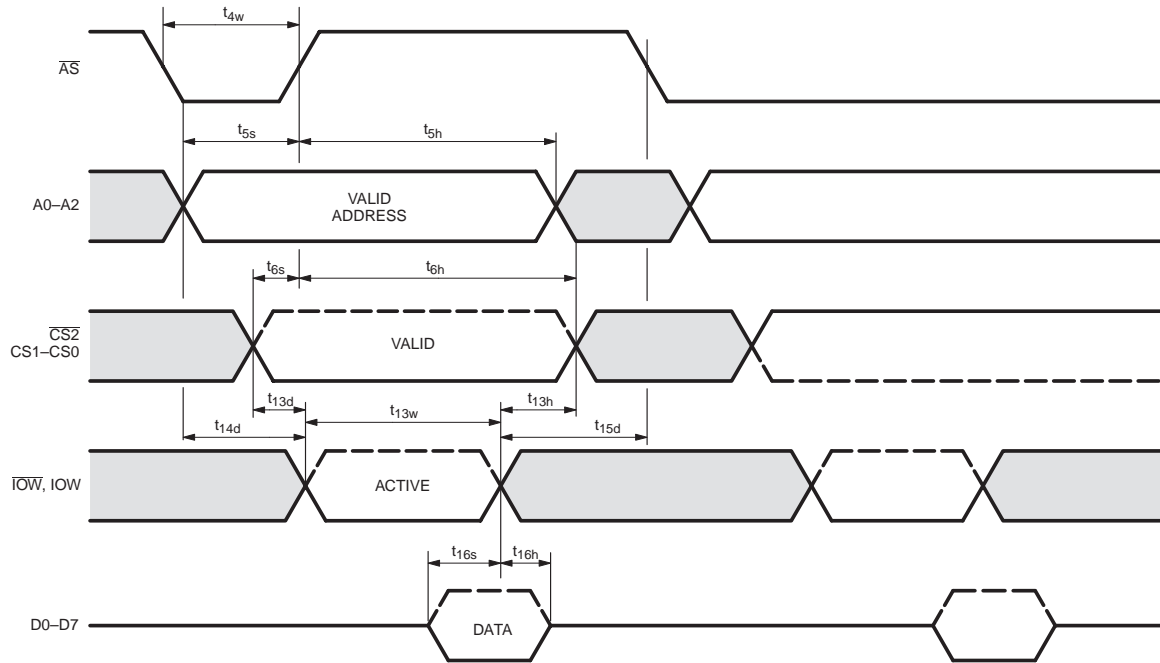 t4w
AS
t5s
t5h
A0–A2
VALID
ADDRESS
t6s
t6h
CS2
CS1–CS0
VALID
t13d
t13w
t13h
t14d
t15d
IOW, IOW
ACTIVE
t16s
t16h
D0–D7
DATA